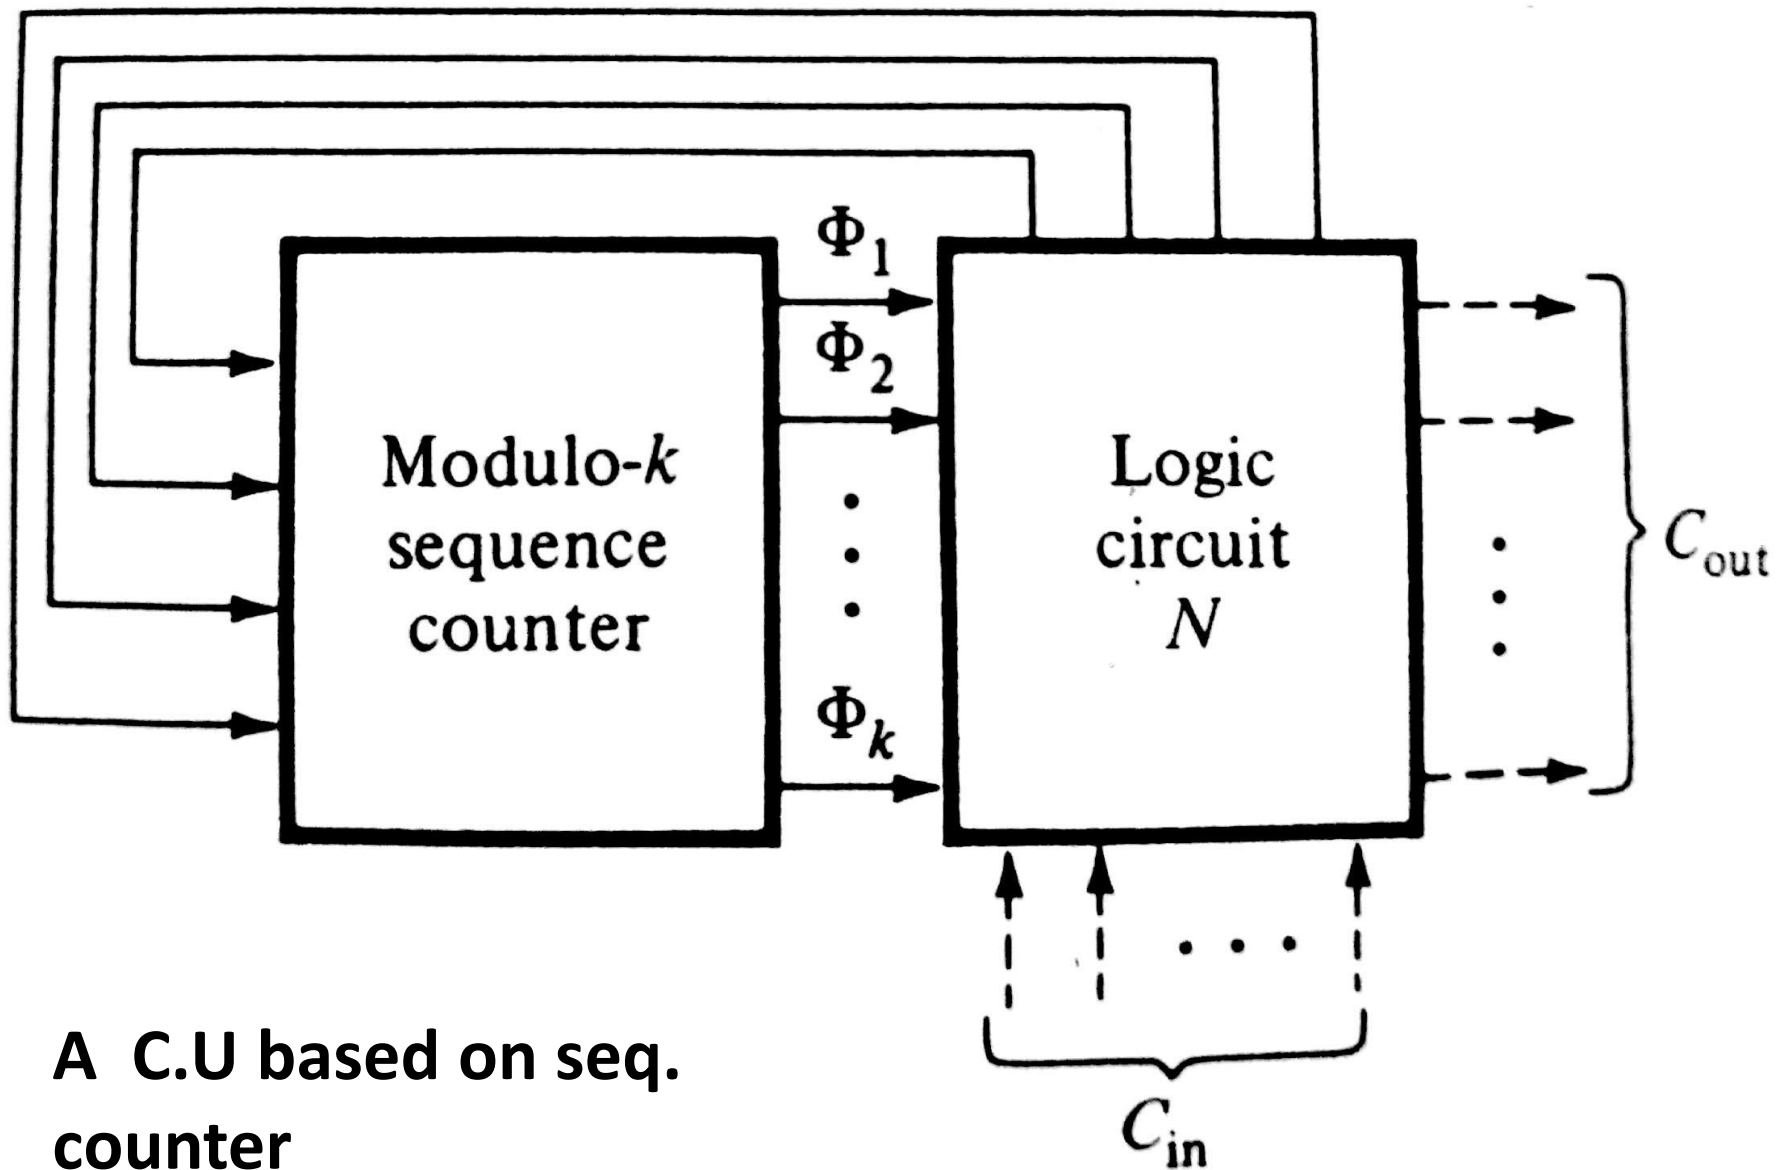 Φ1
Φ2
Φk
Modulo-k
sequence
counter
Logic
circuit
N
Cout
Cin
A C.U based on seq.
counter